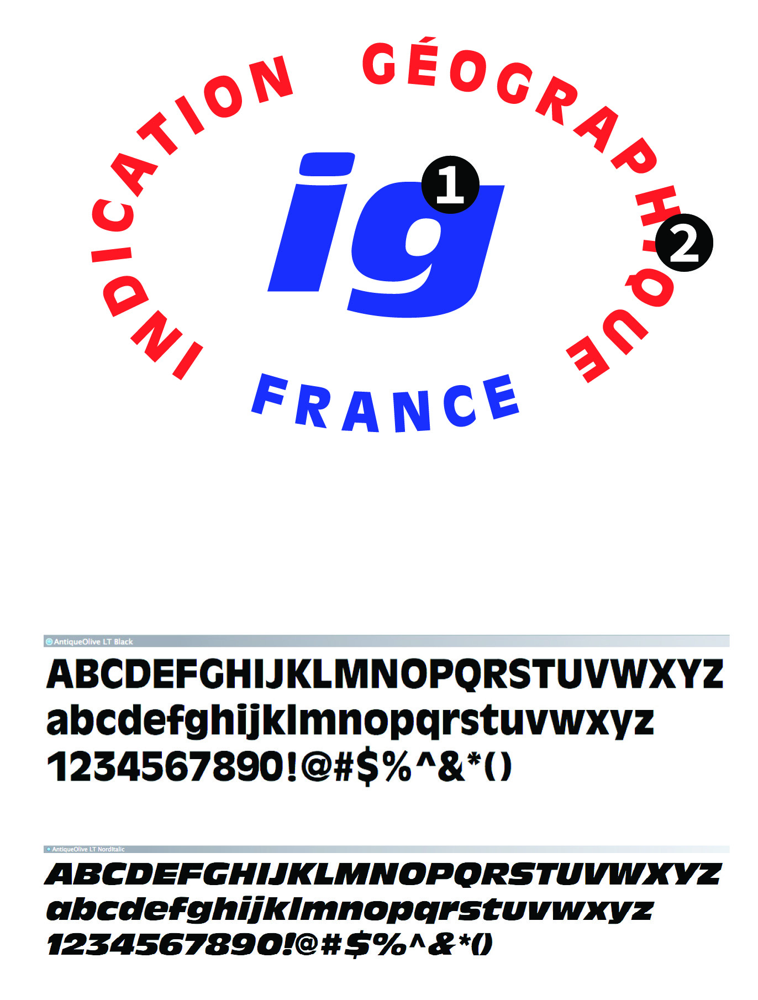 INDICATION GÉOGRAPHIQUE
ig
1
2
FRANCE
AntiqueOlive LT Black
ABCDEFGHIJKLMNOPQRSTUVWXYZ
abcdefghijklmnopqrstuvwxyz
1234567890!@#$%^&*()
AntiqueOlive LT NordItalic
ABCDEFGHIJKLMNOPQRSTUVWXYZ
abcdefghijklmnopqrstuvwxyz
1234567890!@#$%^&*()